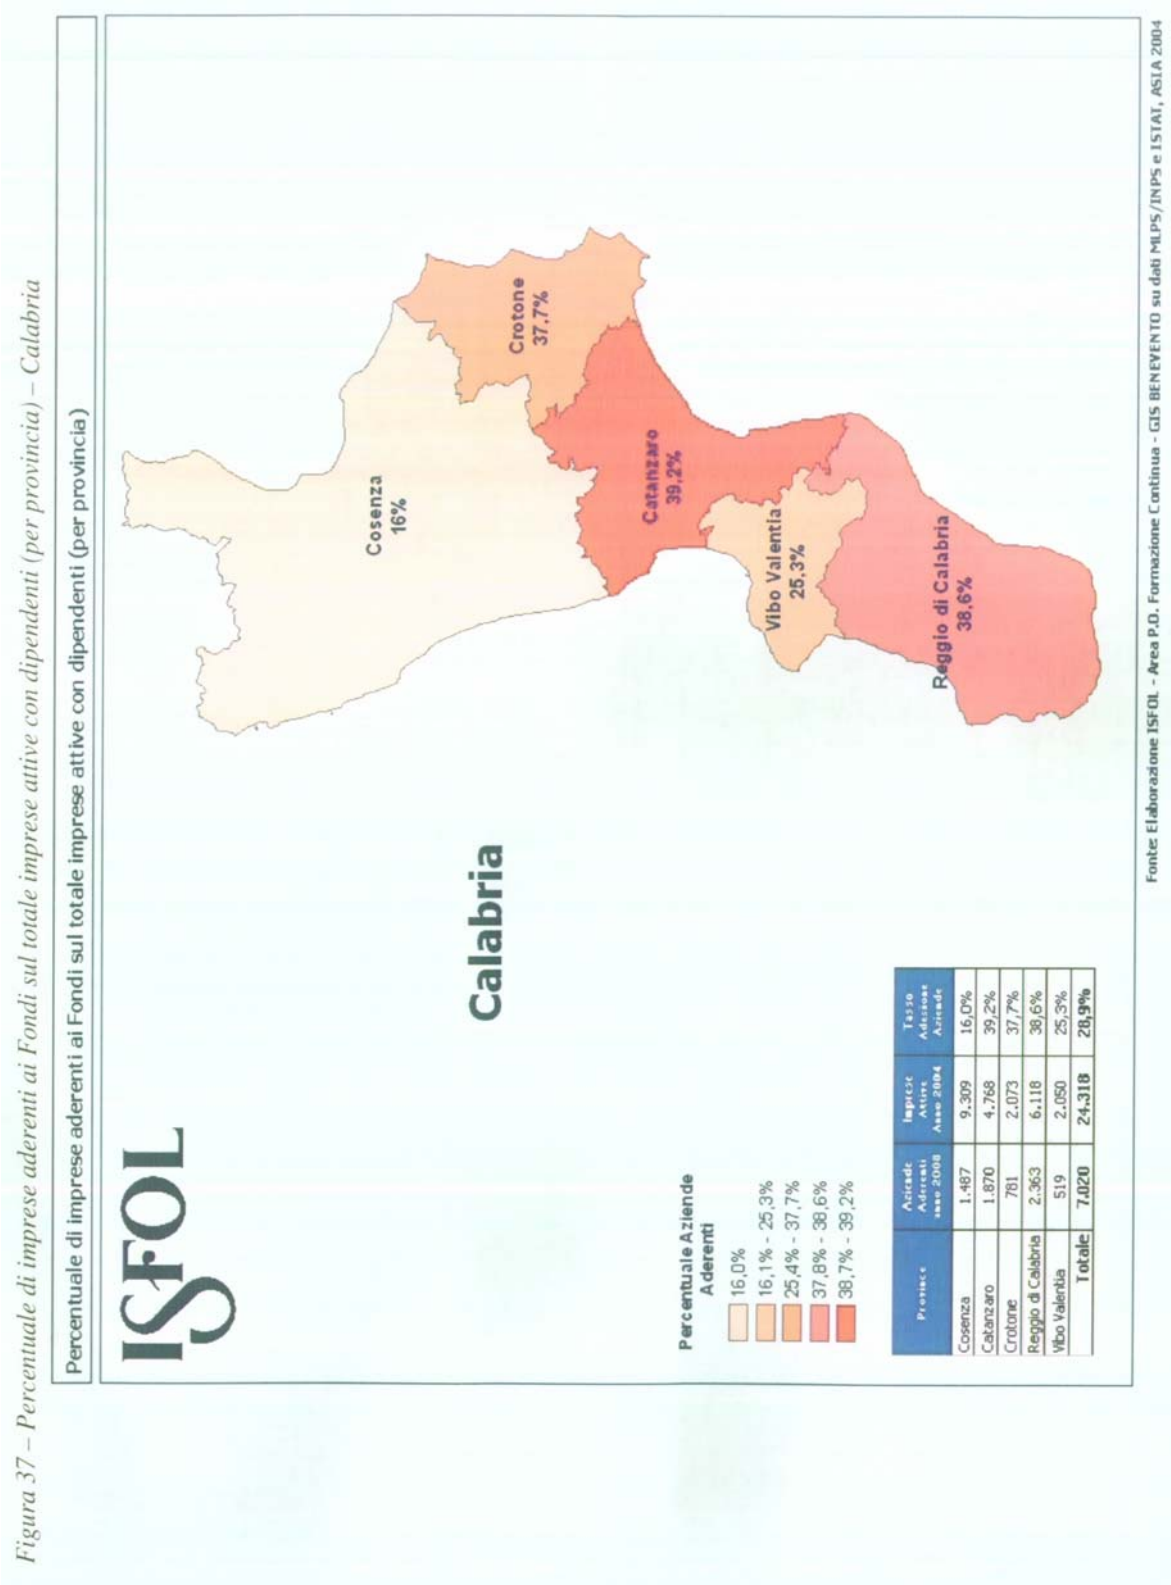 Figura 37 – Percentuale di imprese aderenti ai Fondi sul totale imprese attive con dipendenti (per provincia) – Calabria
Percentuale di imprese aderenti ai Fondi sul totale imprese attive con dipendenti (per provincia)
ISFOL
Calabria
Cosenza
16%
Crotone
37,7%
Catanzaro
39,2%
Vibo Valentia
25,3%
Reggio di Calabria
38,6%
Percentuale Aziende
Aderenti
16,0%
16,1% - 25,3%
25,4% - 37,7%
37,8% - 38,6%
38,7% - 39,2%
Province Aziende Aderenti anno 2008 Imprese Attive Anno 2004 Tasso Adesione Aziende
Cosenza 1.487 9.309 16,0%
Catanzaro 1.870 4.768 39,2%
Crotone 781 2.073 37,7%
Reggio di Calabria 2.363 6.118 38,6%
Vibo Valentia 519 2.050 25,3%
Totale 7.020 24.318 28,9%
Fonte: Elaborazione ISFOL - Area P.O. Formazione Continua - GIS BENEVENTO su dati MLPS/INPS e ISTAT, ASIA 2004